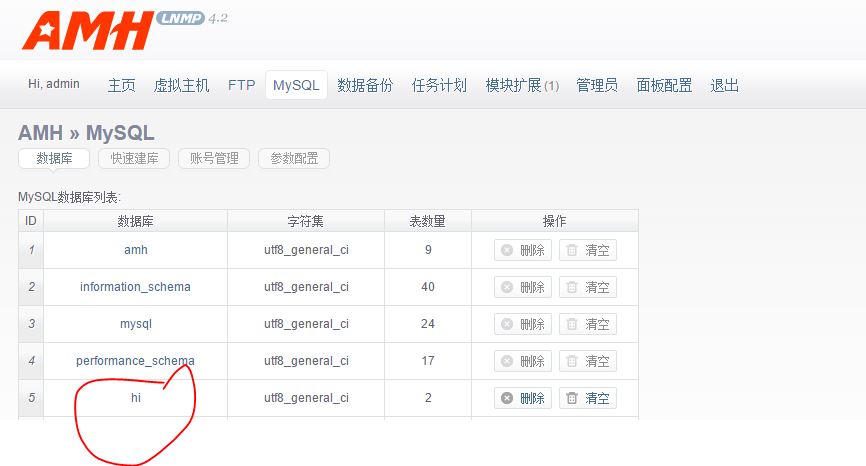 AMH LNMP 4.2
Hi, admin 主页 虚拟主机 FTP MySQL 数据备份 任务计划 模块扩展 (1) 管理员 面板配置 退出
AMH » MySQL
数据库 快速建库 账号管理 参数配置
MySQL数据库列表:
ID 数据库 字符集 表数量 操作
1 amh utf8_general_ci 9 删除 清空
2 information_schema utf8_general_ci 40 删除 清空
3 mysql utf8_general_ci 24 删除 清空
4 performance_schema utf8_general_ci 17 删除 清空
5 hi utf8_general_ci 2 删除 清空